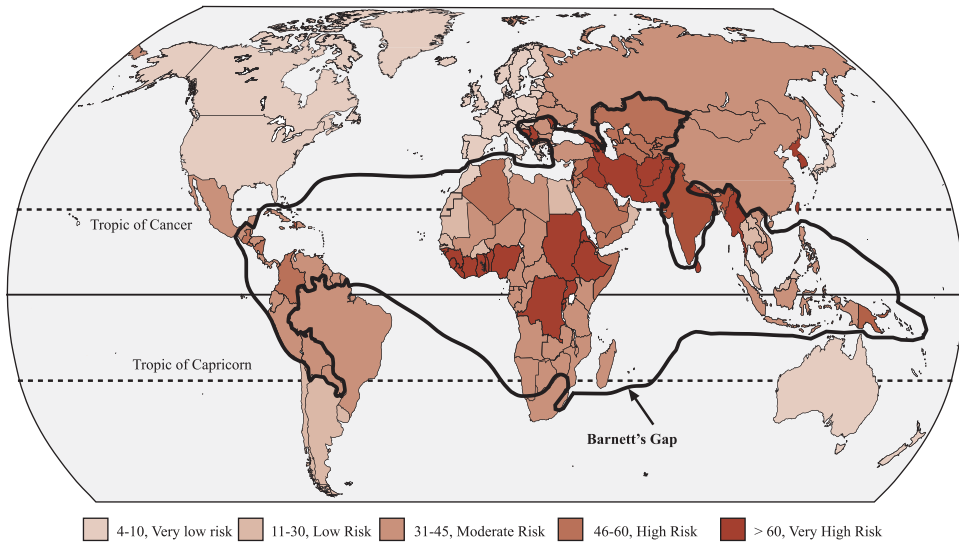 Tropic of Cancer
Tropic of Capricorn
Barnett's Gap
4-10, Very low risk
11-30, Low Risk
31-45, Moderate Risk
46-60, High Risk
> 60, Very High Risk